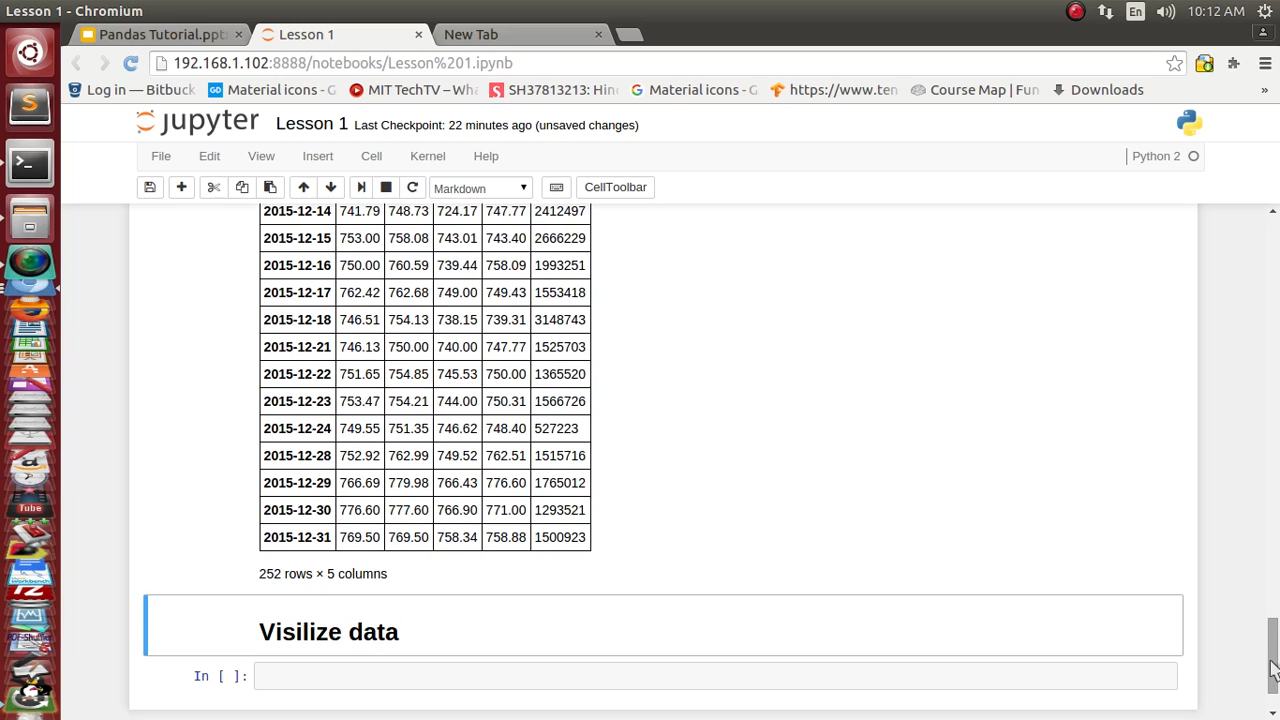 Lesson 1 - Chromium
En
10:12 AM
Pandas Tutorial.ppt
Lesson 1
New Tab
192.168.1.102:8888/notebooks/Lesson%201.ipynb
Log in — Bitbuck
GD Material icons - G
MIT TechTV – Wha
SH37813213: Hin
Material icons - G
https://www.ten
Course Map | Fun
Downloads
»
jupyter Lesson 1 Last Checkpoint: 22 minutes ago (unsaved changes)
File Edit View Insert Cell Kernel Help
Python 2
Markdown
CellToolbar
2015-12-14 741.79 748.73 724.17 747.77 2412497
2015-12-15 753.00 758.08 743.01 743.40 2666229
2015-12-16 750.00 760.59 739.44 758.09 1993251
2015-12-17 762.42 762.68 749.00 749.43 1553418
2015-12-18 746.51 754.13 738.15 739.31 3148743
2015-12-21 746.13 750.00 740.00 747.77 1525703
2015-12-22 751.65 754.85 745.53 750.00 1365520
2015-12-23 753.47 754.21 744.00 750.31 1566726
2015-12-24 749.55 751.35 746.62 748.40 527223
2015-12-28 752.92 762.99 749.52 762.51 1515716
2015-12-29 766.69 779.98 766.43 776.60 1765012
2015-12-30 776.60 777.60 766.90 771.00 1293521
2015-12-31 769.50 769.50 758.34 758.88 1500923
252 rows × 5 columns
Visilize data
In [ ]: